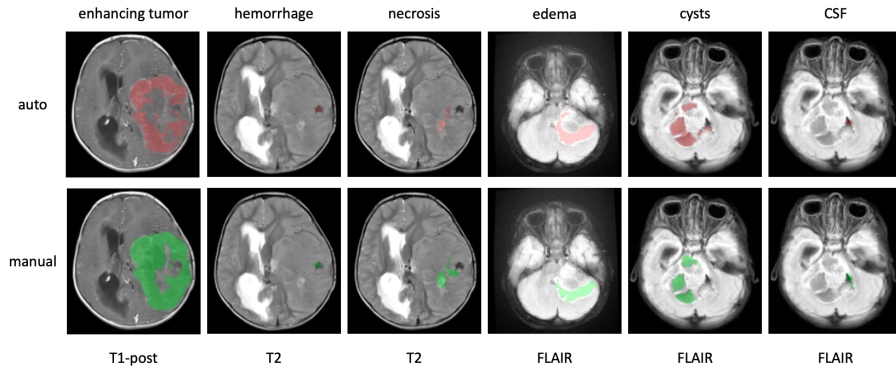 enhancing tumor hemorrhage necrosis edema cysts CSF
auto
manual
T1-post T2 T2 FLAIR FLAIR FLAIR